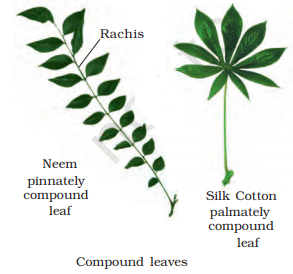 Rachis
Neem
pinnately
compound
leaf
Silk Cotton
palmately
compound
leaf
Compound leaves